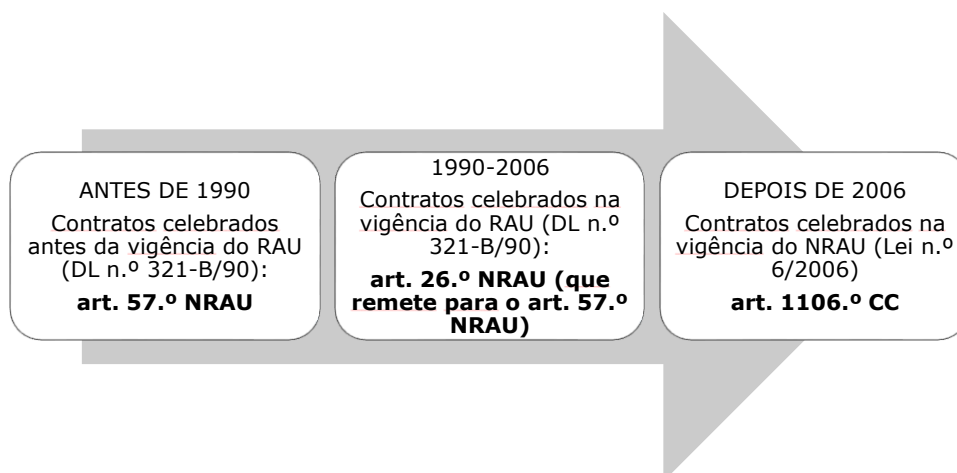 ANTES DE 1990
Contratos celebrados
antes da vigência do RAU
(DL n.º 321-B/90):
art. 57.º NRAU
1990-2006
Contratos celebrados na
vigência do RAU (DL n.º
321-B/90):
art. 26.º NRAU (que
remete para o art. 57.º
NRAU)
DEPOIS DE 2006
Contratos celebrados na
vigência do NRAU (Lei n.º
6/2006)
art. 1106.º CC